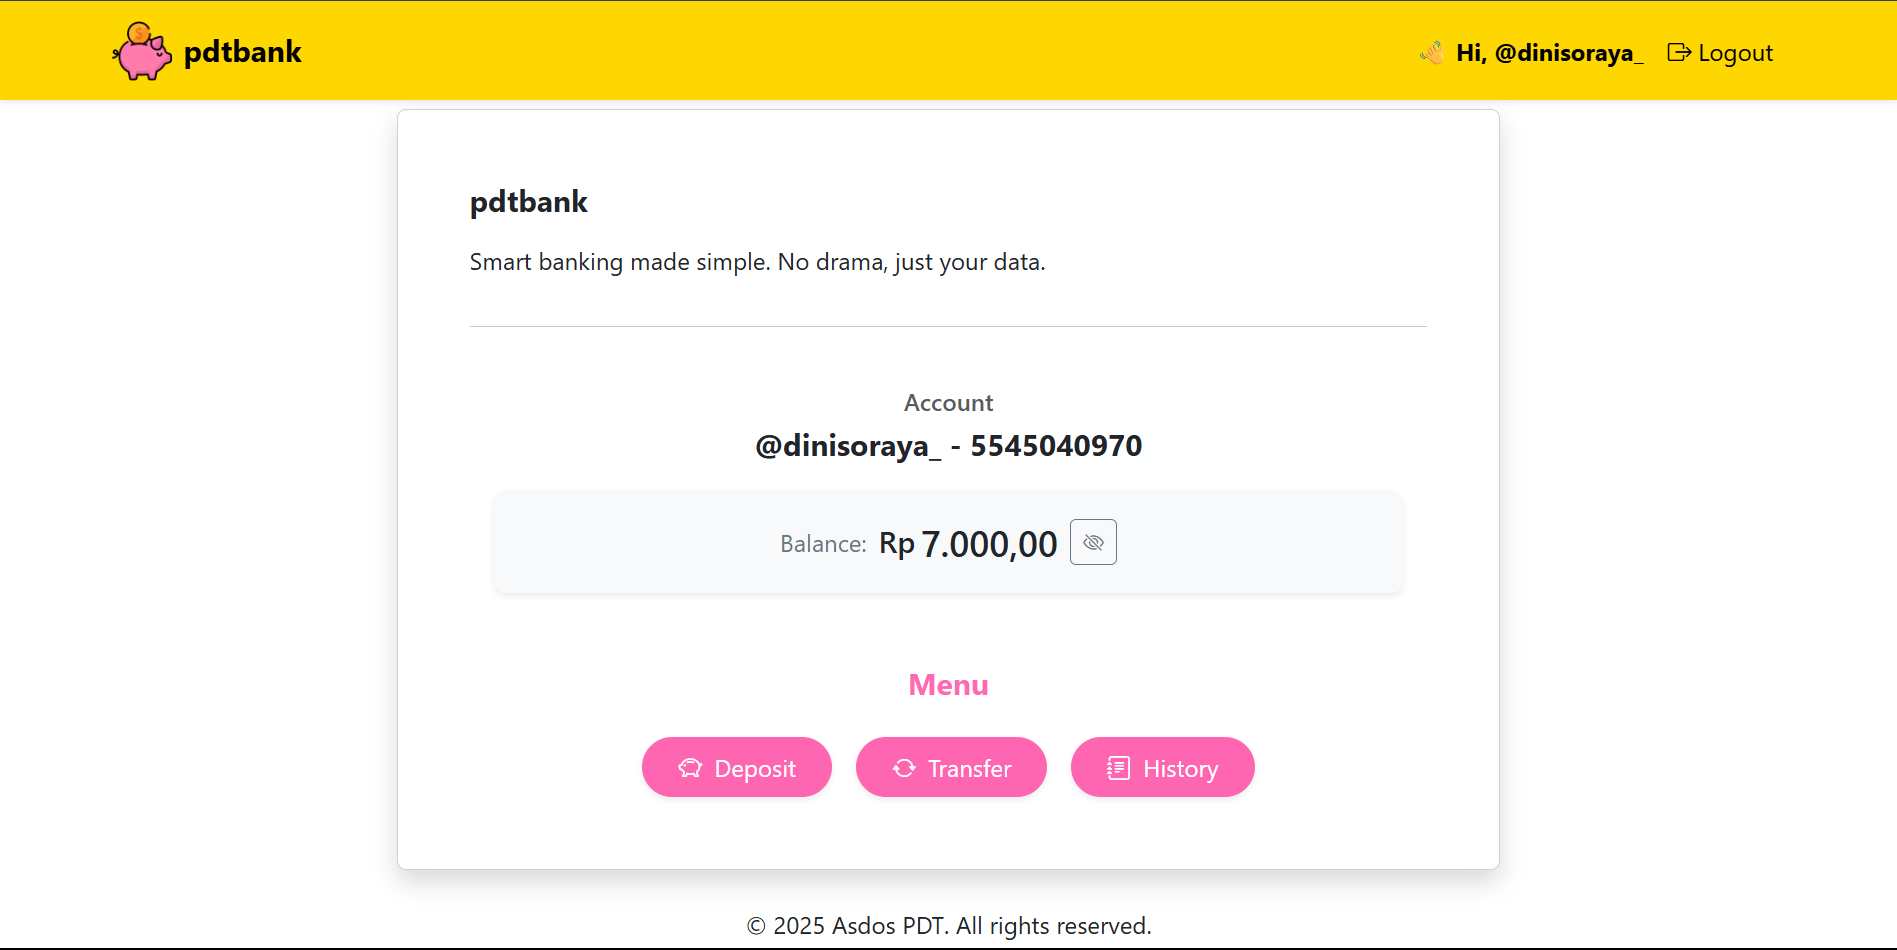 pdtbank
👋 Hi, @dinisoraya_ Logout
pdtbank
Smart banking made simple. No drama, just your data.
Account
@dinisoraya_ - 5545040970
Balance: Rp 7.000,00
Menu
Deposit Transfer History
© 2025 Asdos PDT. All rights reserved.